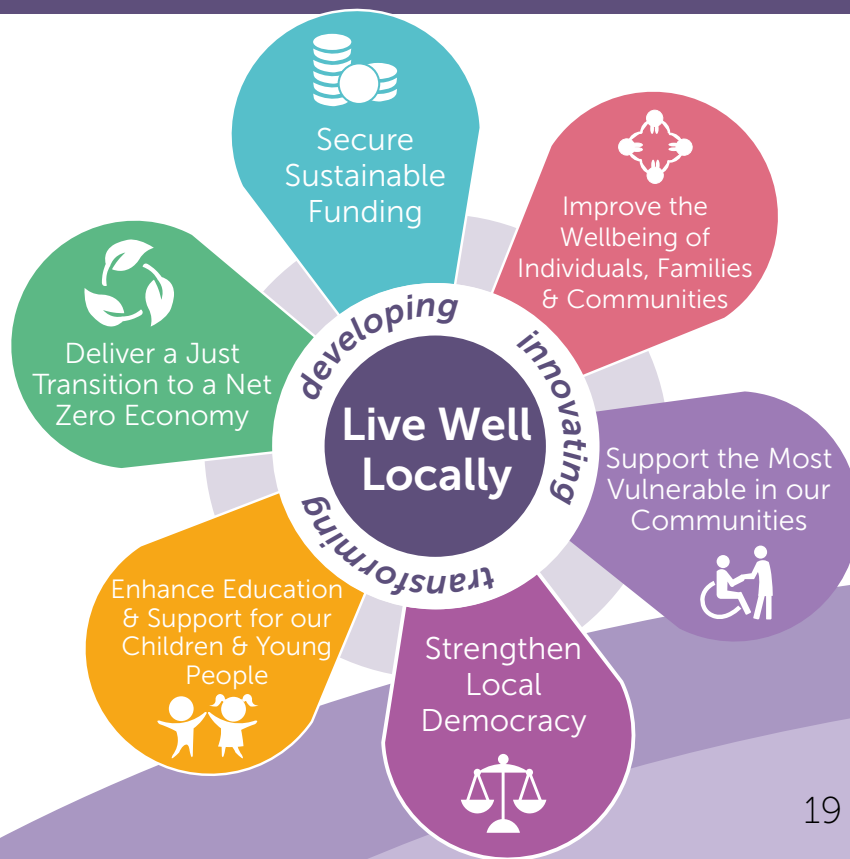 Secure
Sustainable
Funding
Improve the
Wellbeing of
Individuals, Families
& Communities
Support the Most
Vulnerable in our
Communities
Strengthen
Local
Democracy
Enhance Education
& Support for our
Children & Young
People
Deliver a Just
Transition to a Net
Zero Economy
developing
innovating
transforming
Live Well
Locally
19